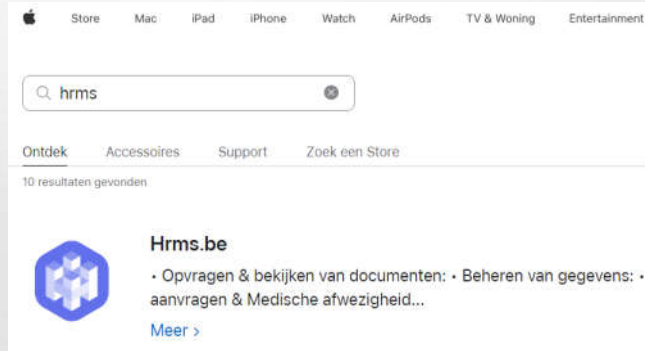 Store Mac iPad iPhone Watch AirPods TV & Woning Entertainment
hrms
Ontdek Accessoires Support Zoek een Store
10 resultaten gevonden
Hrms.be
• Opvragen & bekijken van documenten: • Beheren van gegevens: •
aanvragen & Medische afwezigheid...
Meer >